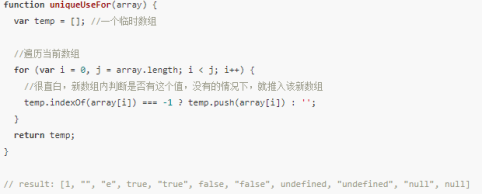 function uniqueUseFor(array) {
  var temp = []; //一个临时数组

  //遍历当前数组
  for (var i = 0, j = array.length; i < j; i++) {
    //很直白，新数组内判断是否有这个值，没有的情况下，就推入该新数组
    temp.indexOf(array[i]) === -1 ? temp.push(array[i]) : '';
  }
  return temp;
}

// result: [1, "", "e", true, "true", false, "false", undefined, "undefined", "null", null]